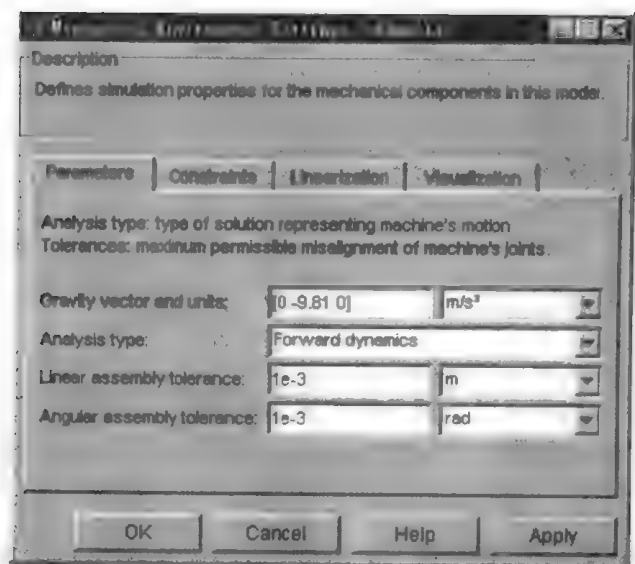 Description
Defines simulation properties for the mechanical components in this model.
Parameters Constraints Linearization Visualization
Analysis type: type of solution representing machine's motion
Tolerances: maximum permissible misalignment of machine's joints.
Gravity vector and units: [0 -9.81 0] m/s²
Analysis type: Forward dynamics
Linear assembly tolerance: 1e-3 m
Angular assembly tolerance: 1e-3 rad
OK Cancel Help Apply